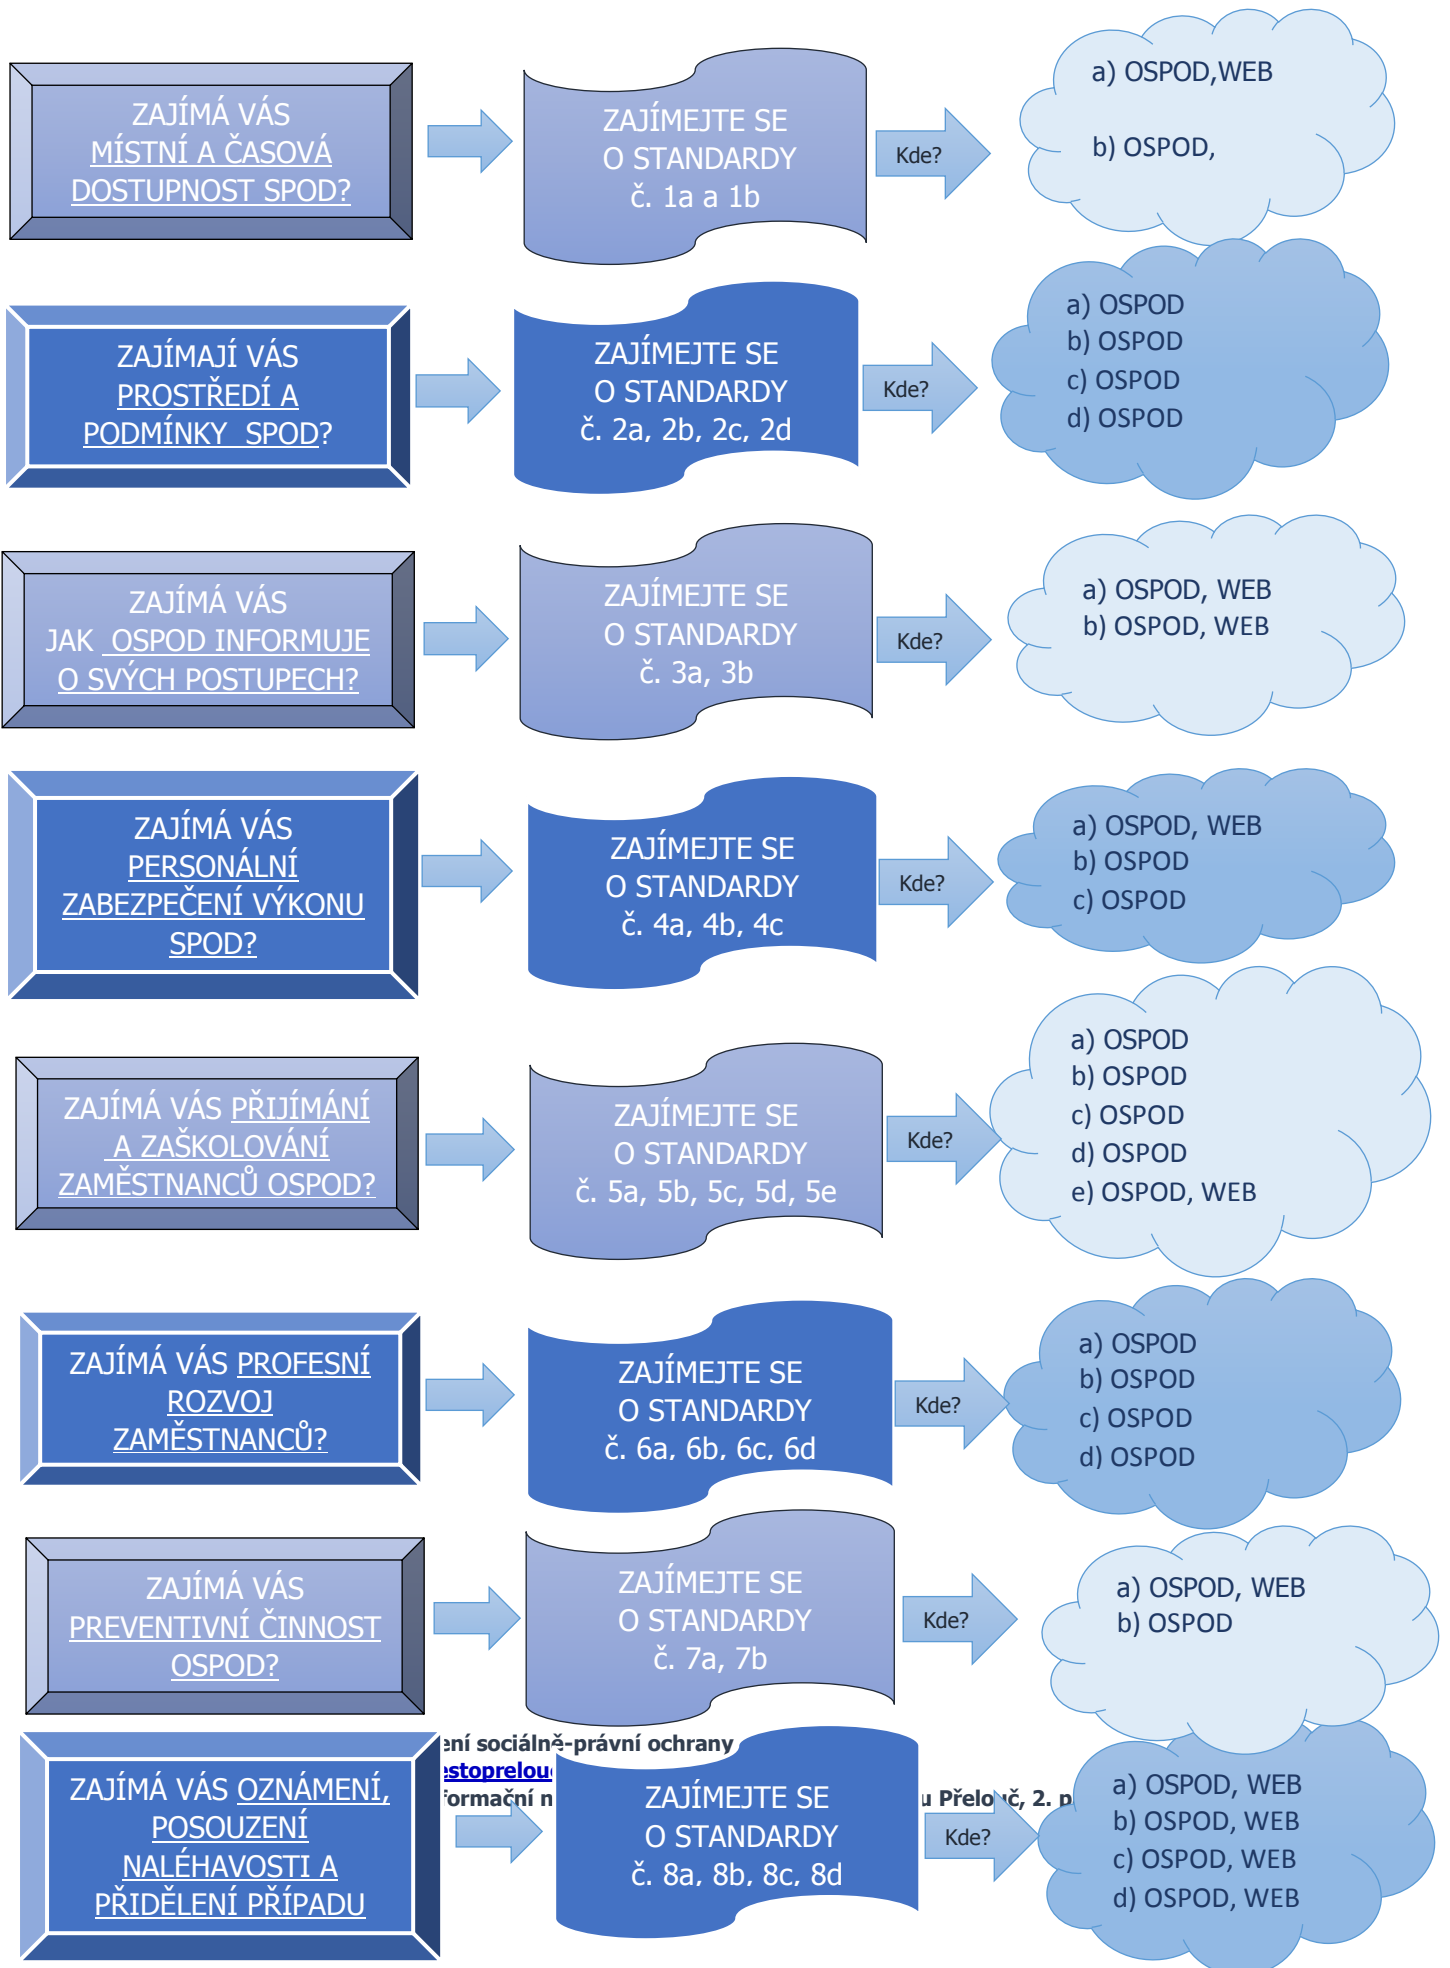 ZAJÍMÁ VÁS
MÍSTNÍ A ČASOVÁ
DOSTUPNOST SPOD?
ZAJÍMEJTE SE
O STANDARDY
č. 1a a 1b
Kde?
a) OSPOD,WEB
b) OSPOD,
ZAJÍMAJÍ VÁS
PROSTŘEDÍ A
PODMÍNKY SPOD?
ZAJÍMEJTE SE
O STANDARDY
č. 2a, 2b, 2c, 2d
Kde?
a) OSPOD
b) OSPOD
c) OSPOD
d) OSPOD
ZAJÍMÁ VÁS
JAK OSPOD INFORMUJE
O SVÝCH POSTUPECH?
ZAJÍMEJTE SE
O STANDARDY
č. 3a, 3b
Kde?
a) OSPOD, WEB
b) OSPOD, WEB
ZAJÍMÁ VÁS
PERSONÁLNÍ
ZABEZPEČENÍ VÝKONU
SPOD?
ZAJÍMEJTE SE
O STANDARDY
č. 4a, 4b, 4c
Kde?
a) OSPOD, WEB
b) OSPOD
c) OSPOD
ZAJÍMÁ VÁS PŘIJÍMÁNÍ
A ZAŠKOLOVÁNÍ
ZAMĚSTNANCŮ OSPOD?
ZAJÍMEJTE SE
O STANDARDY
č. 5a, 5b, 5c, 5d, 5e
Kde?
a) OSPOD
b) OSPOD
c) OSPOD
d) OSPOD
e) OSPOD, WEB
ZAJÍMÁ VÁS PROFESNÍ
ROZVOJ
ZAMĚSTNANCŮ?
ZAJÍMEJTE SE
O STANDARDY
č. 6a, 6b, 6c, 6d
Kde?
a) OSPOD
b) OSPOD
c) OSPOD
d) OSPOD
ZAJÍMÁ VÁS
PREVENTIVNÍ ČINNOST
OSPOD?
ZAJÍMEJTE SE
O STANDARDY
č. 7a, 7b
Kde?
a) OSPOD, WEB
b) OSPOD
ení sociálně-právní ochrany
estoprelou
formační n u Přelouč, 2. p
ZAJÍMÁ VÁS OZNÁMENÍ,
POSOUZENÍ
NALÉHAVOSTI A
PŘIDĚLENÍ PŘÍPADU
ZAJÍMEJTE SE
O STANDARDY
č. 8a, 8b, 8c, 8d
Kde?
a) OSPOD, WEB
b) OSPOD, WEB
c) OSPOD, WEB
d) OSPOD, WEB